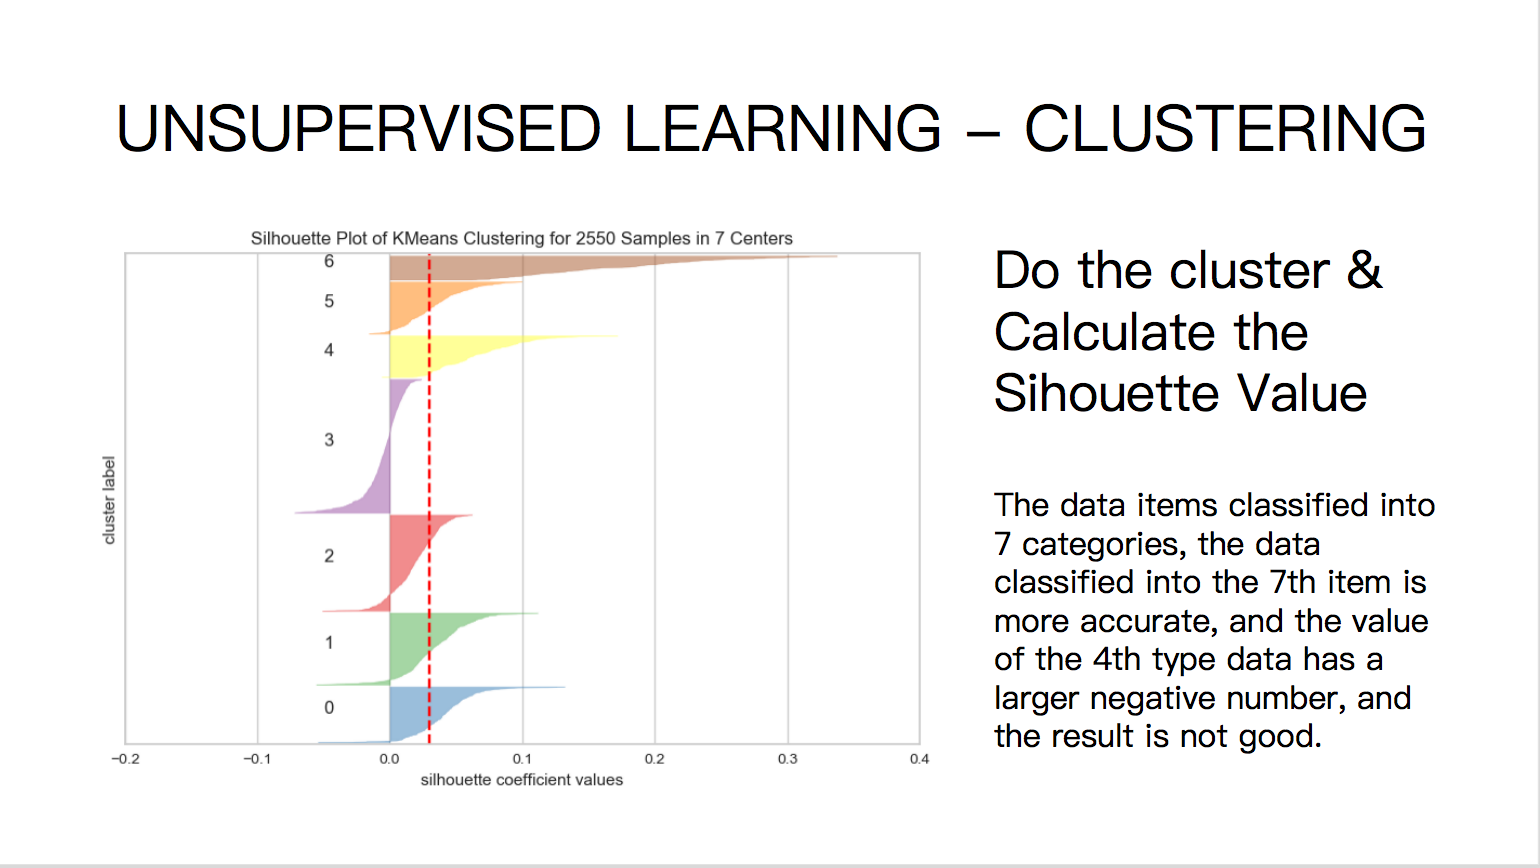 UNSUPERVISED LEARNING – CLUSTERING
Silhouette Plot of KMeans Clustering for 2550 Samples in 7 Centers
6
5
4
3
2
1
0
cluster label
−0.2 −0.1 0.0 0.1 0.2 0.3 0.4
silhouette coefficient values
Do the cluster &
Calculate the
Sihouette Value
The data items classified into
7 categories, the data
classified into the 7th item is
more accurate, and the value
of the 4th type data has a
larger negative number, and
the result is not good.